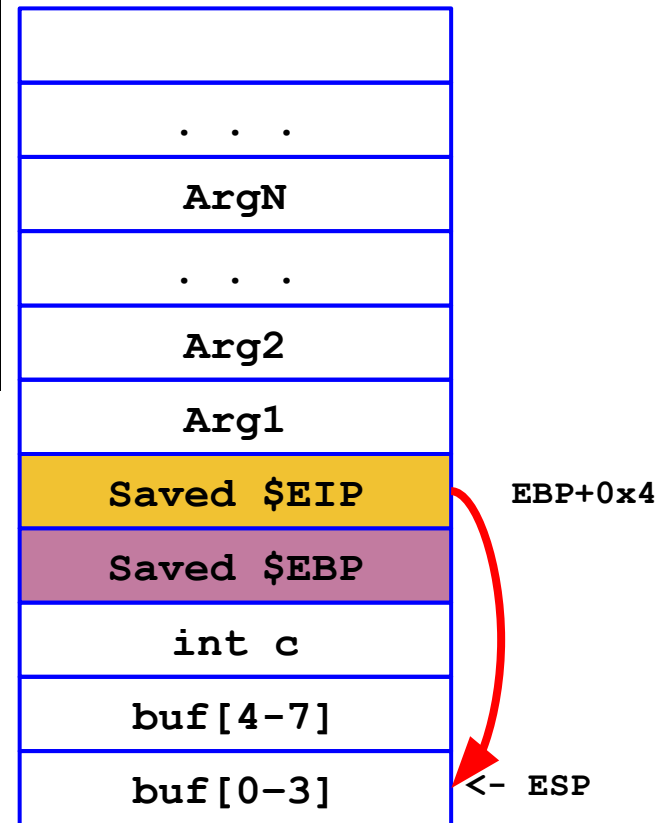 . . .
ArgN
. . .
Arg2
Arg1
Saved $EIP EBP+0x4
Saved $EBP
int c
buf[4-7]
buf[0–3] <- ESP